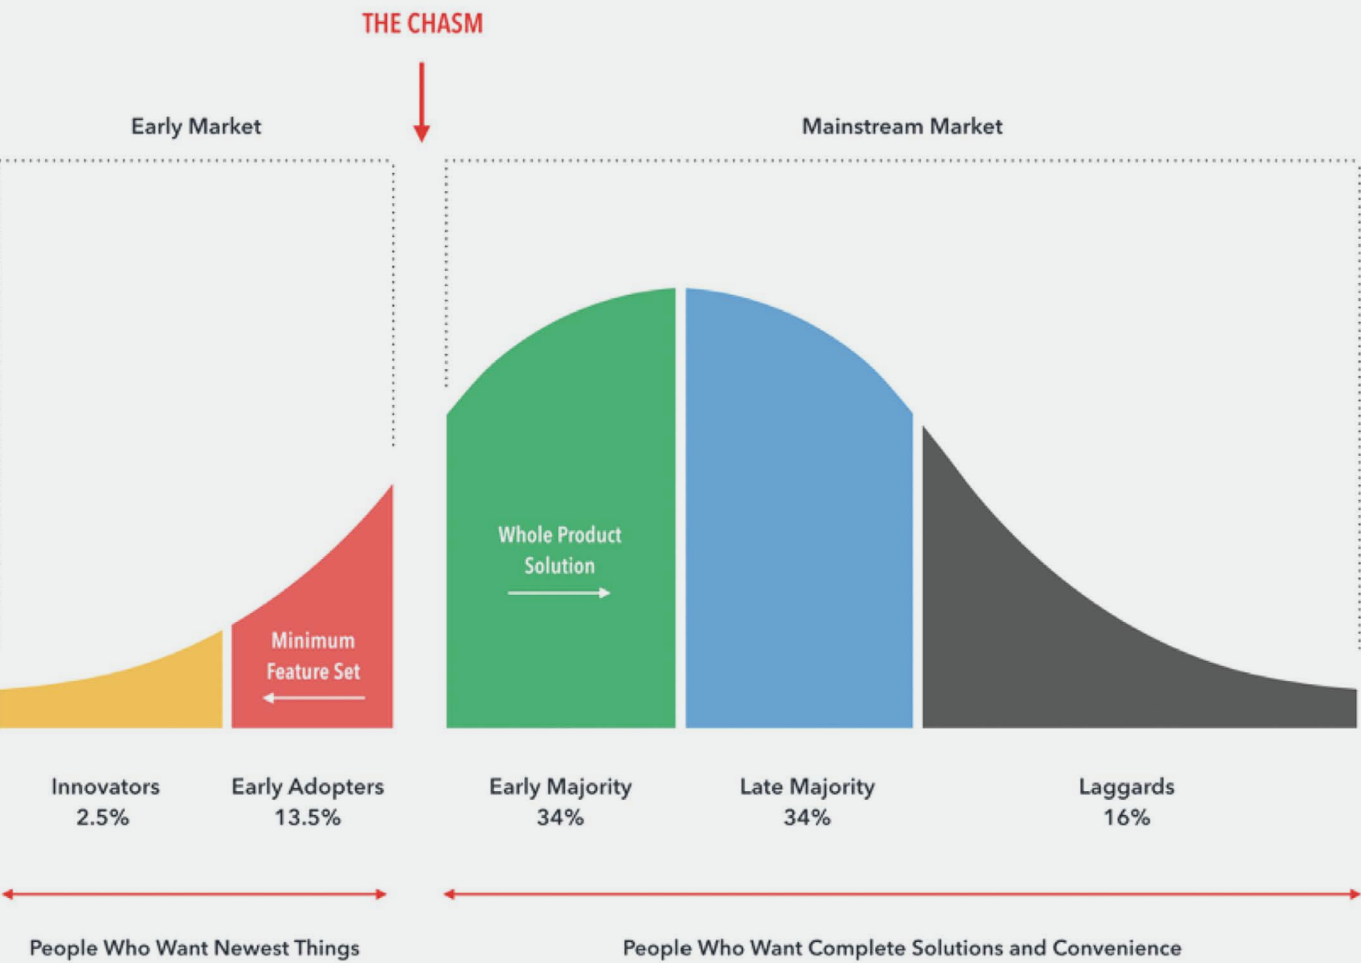 THE CHASM
Early Market
Mainstream Market
Whole Product
Solution
Minimum
Feature Set
Innovators
2.5%
Early Adopters
13.5%
Early Majority
34%
Late Majority
34%
Laggards
16%
People Who Want Newest Things
People Who Want Complete Solutions and Convenience